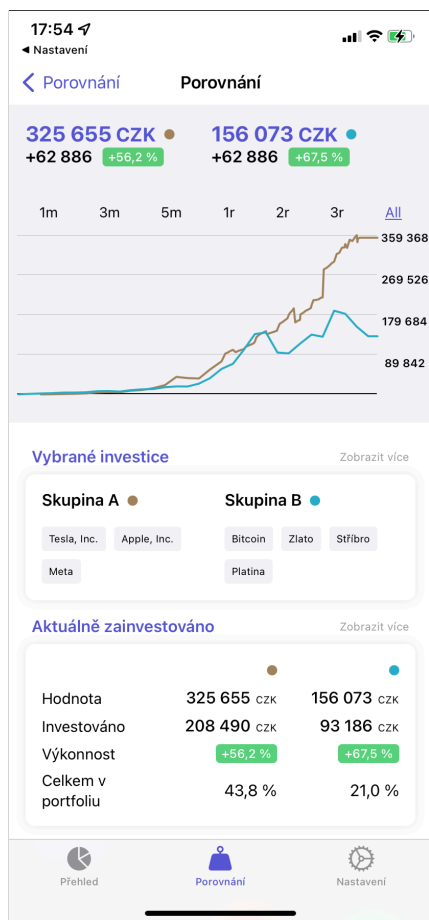 17:54
◀ Nastavení
Porovnání
Porovnání
325 655 CZK
156 073 CZK
+62 886 +56,2 %
+62 886 +67,5 %
1m 3m 5m 1r 2r 3r All
359 368
269 526
179 684
89 842
Vybrané investice
Zobrazit více
Skupina A
Skupina B
Tesla, Inc. Apple, Inc.
Bitcoin Zlato Stříbro
Meta
Platina
Aktuálně zainvestováno
Zobrazit více
Hodnota 325 655 CZK 156 073 CZK
Investováno 208 490 CZK 93 186 CZK
Výkonnost +56,2 % +67,5 %
Celkem v
portfoliu
43,8 % 21,0 %
Přehled Porovnání Nastavení